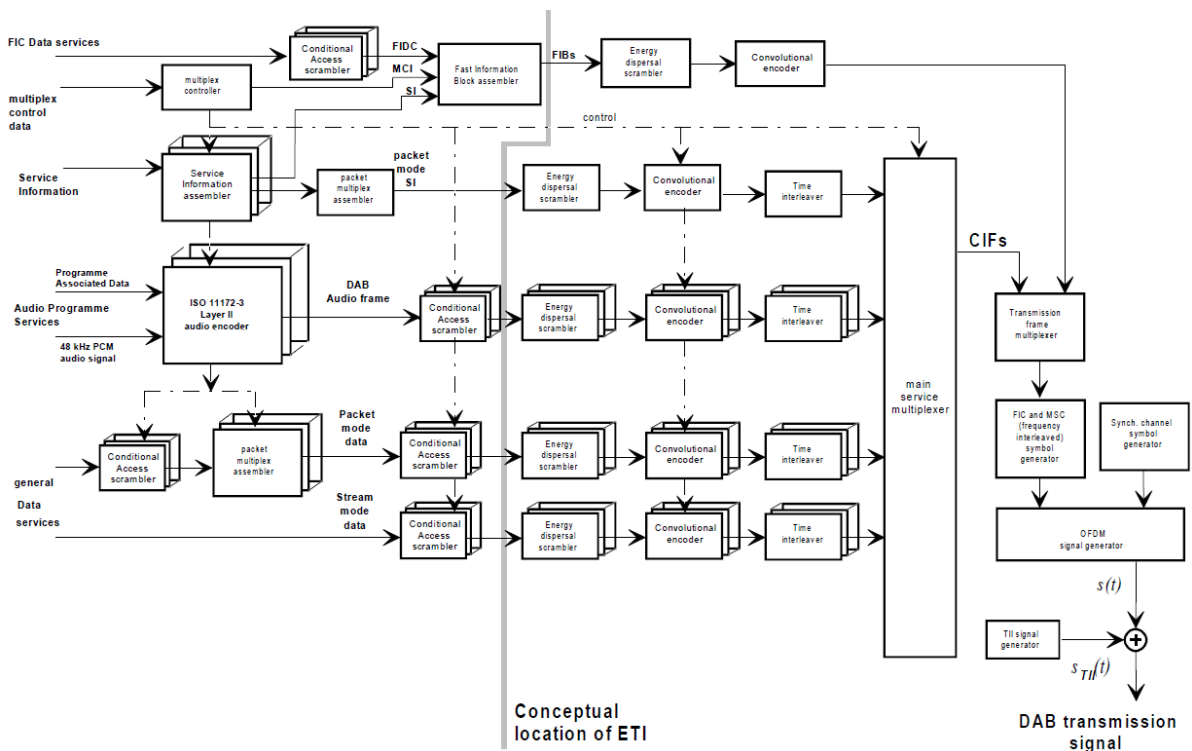 FIC Data services
Conditional
Access
scrambler
FIDC
MCI
SI
Fast Information
Block assembler
FIBs
Energy
dispersal
scrambler
Convolutional
encoder
multiplex
control
data
multiplex
controller
control
Service
Information
Service
Information
assembler
packet
multiplex
assembler
packet
mode
SI
Energy
dispersal
scrambler
Convolutional
encoder
Time
interleaver
CIFs
Programme
Associated Data
Audio Programme
Services
48 kHz PCM
audio signal
ISO 11172-3
Layer II
audio encoder
DAB
Audio frame
Conditional
Access
scrambler
Energy
dispersal
scrambler
Convolutional
encoder
Time
interleaver
main
service
multiplexer
Transmission
frame
multiplexer
general
Data
services
Conditional
Access
scrambler
packet
multiplex
assembler
Packet
mode
data
Conditional
Access
scrambler
Energy
dispersal
scrambler
Convolutional
encoder
Time
interleaver
FIC and MSC
(frequency
interleaved)
symbol
generator
Synch. channel
symbol
generator
Stream
mode
data
Conditional
Access
scrambler
Energy
dispersal
scrambler
Convolutional
encoder
Time
interleaver
OFDM
signal generator
s(t)
TII signal
generator
+
s_TII(t)
Conceptual
location of ETI
DAB transmission
signal